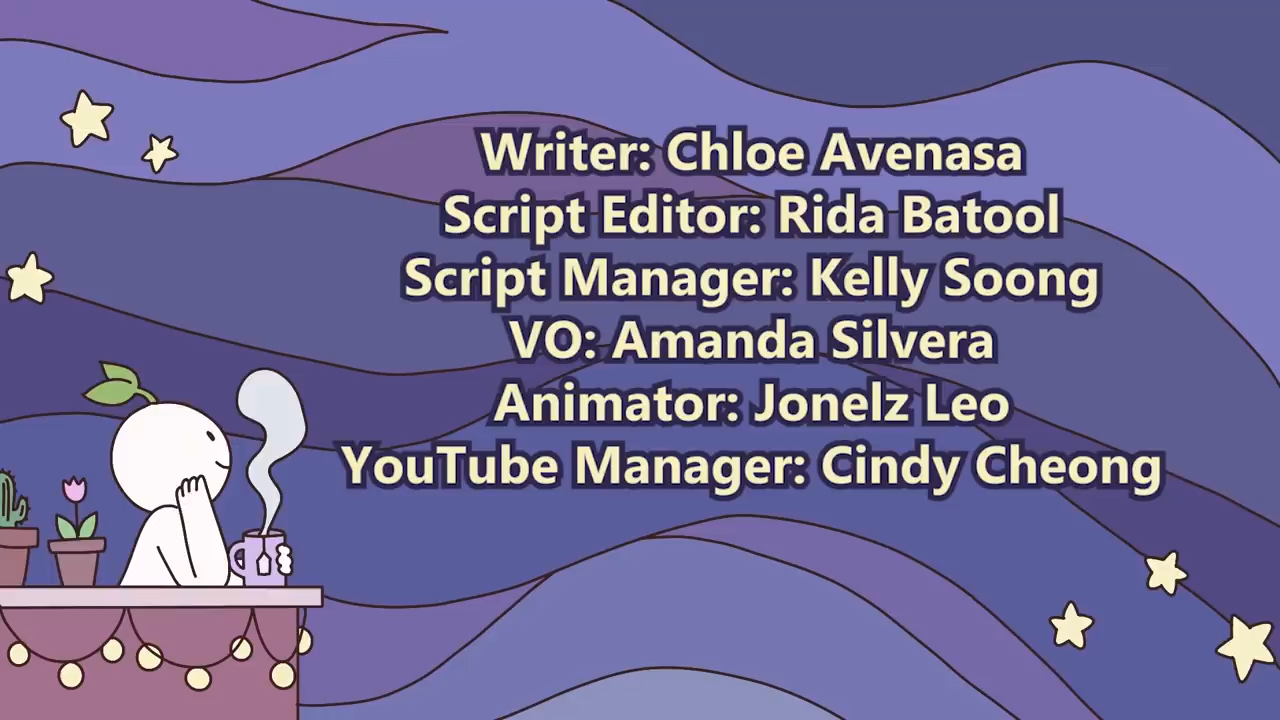 Writer: Chloe Avenasa
Script Editor: Rida Batool
Script Manager: Kelly Soong
VO: Amanda Silvera
Animator: Jonelz Leo
YouTube Manager: Cindy Cheong